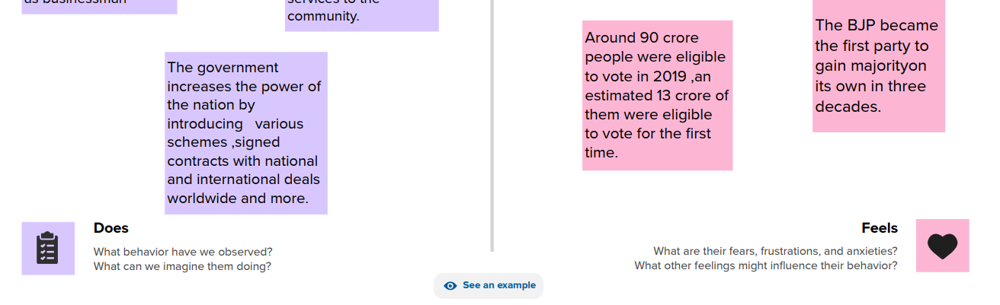 as businessman
services to the
community.
The government
increases the power of
the nation by
introducing various
schemes ,signed
contracts with national
and international deals
worldwide and more.
Around 90 crore
people were eligible
to vote in 2019 ,an
estimated 13 crore of
them were eligible
to vote for the first
time.
The BJP became
the first party to
gain majorityon
its own in three
decades.
Does
What behavior have we observed?
What can we imagine them doing?
Feels
What are their fears, frustrations, and anxieties?
What other feelings might influence their behavior?
See an example